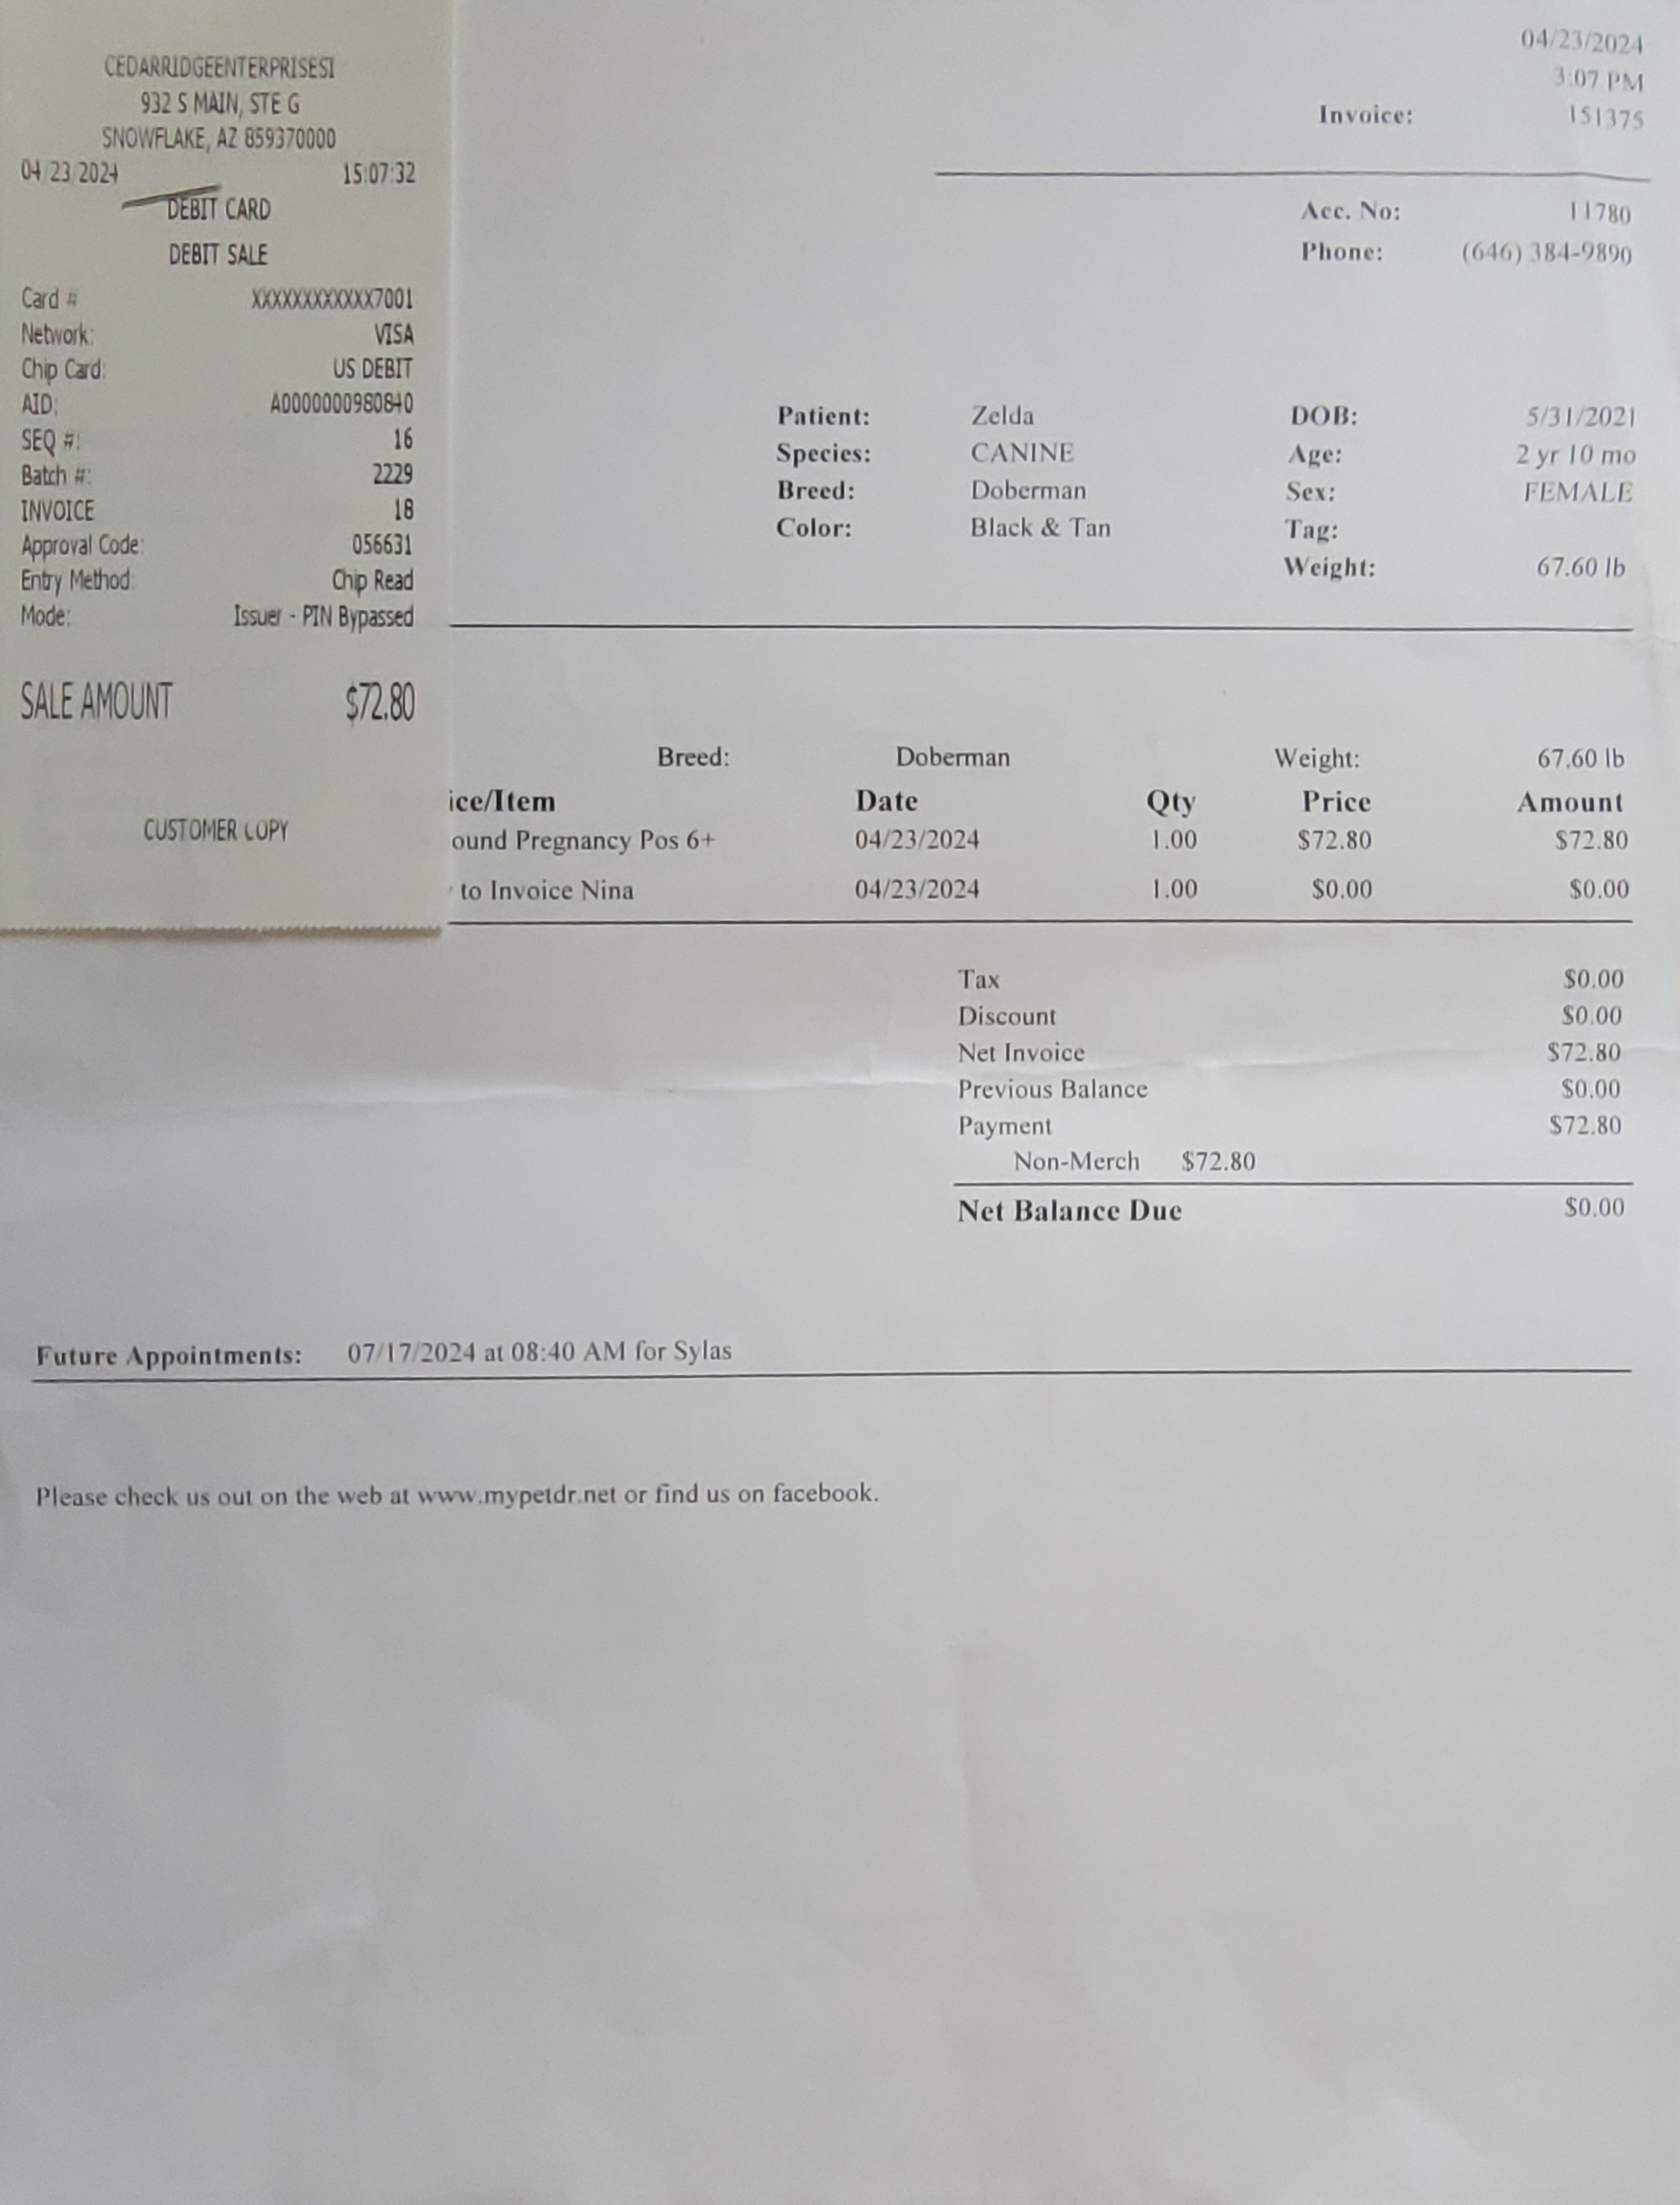 CEDARRIDGEENTERPRISESI
932 S MAIN, STE G
SNOWFLAKE, AZ 859370000
04/23/2024 15:07:32
DEBIT CARD
DEBIT SALE
Card # XXXXXXXXXXXX7001
Network: VISA
Chip Card: US DEBIT
AID: A0000000980840
SEQ #: 16
Batch #: 2229
INVOICE 18
Approval Code: 056631
Entry Method: Chip Read
Mode: Issuer - PIN Bypassed
SALE AMOUNT $72.80
CUSTOMER COPY
04/23/2024
3:07 PM
Invoice: 151375
Acc. No: 11780
Phone: (646) 384-9890
Patient: Zelda DOB: 5/31/2021
Species: CANINE Age: 2 yr 10 mo
Breed: Doberman Sex: FEMALE
Color: Black & Tan Tag:
Weight: 67.60 lb
Breed: Doberman Weight: 67.60 lb
ice/Item Date Qty Price Amount
ound Pregnancy Pos 6+ 04/23/2024 1.00 $72.80 $72.80
to Invoice Nina 04/23/2024 1.00 $0.00 $0.00
Tax $0.00
Discount $0.00
Net Invoice $72.80
Previous Balance $0.00
Payment $72.80
Non-Merch $72.80
Net Balance Due $0.00
Future Appointments: 07/17/2024 at 08:40 AM for Sylas
Please check us out on the web at www.mypetdr.net or find us on facebook.